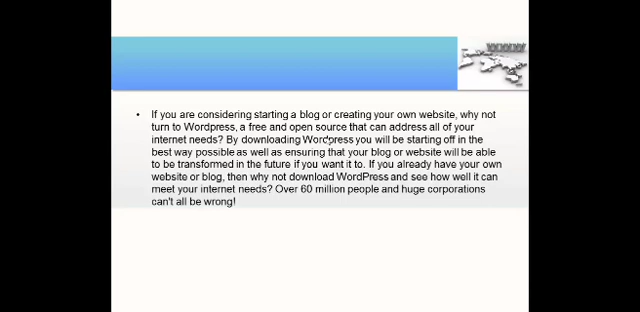 WWW
• If you are considering starting a blog or creating your own website, why not
turn to Wordpress, a free and open source that can address all of your
internet needs? By downloading Wordpress you will be starting off in the
best way possible as well as ensuring that your blog or website will be able
to be transformed in the future if you want it to. If you already have your own
website or blog, then why not download WordPress and see how well it can
meet your internet needs? Over 60 million people and huge corporations
can't all be wrong!